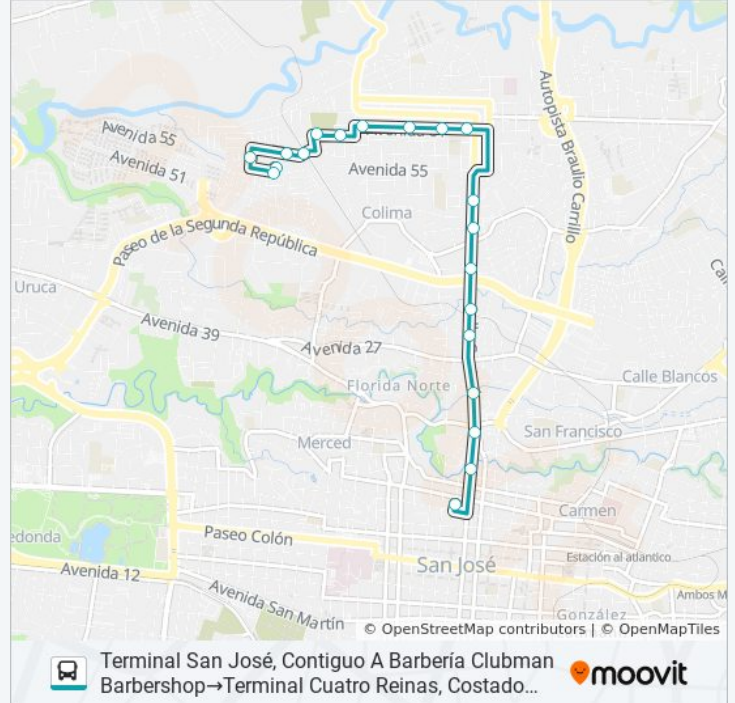 Avenida 55
Avenida 51
Autopista Braulio Carrillo
Avenida 55
Colima
Paseo de la Segunda República
Uruca
Avenida 39
Avenida 27
Calle Blancos
Florida Norte
Merced
San Francisco
Carmen
Paseo Colón
Estación al atlantico
San José
Avenida 12
Avenida San Martín
Ambos M
González
© OpenStreetMap contributors | © OpenMapTiles
Terminal San José, Contiguo A Barbería Clubman
Barbershop→Terminal Cuatro Reinas, Costado...
moovit